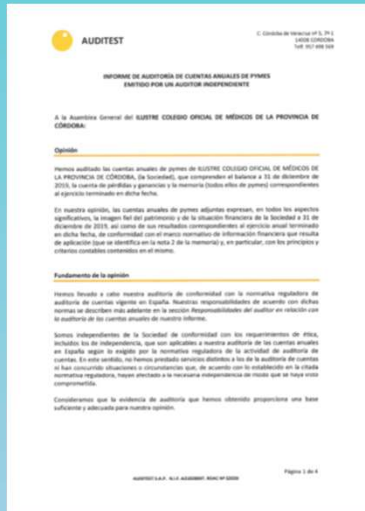 AUDITEST
C. Córdoba de Veracruz nº 5, 7º-1
14008 CÓRDOBA
Telf. 957 498 569
INFORME DE AUDITORÍA DE CUENTAS ANUALES DE PYMES
EMITIDO POR UN AUDITOR INDEPENDIENTE
A la Asamblea General del ILUSTRE COLEGIO OFICIAL DE MÉDICOS DE LA PROVINCIA DE
CÓRDOBA:
Opinión
Hemos auditado las cuentas anuales de pymes de ILUSTRE COLEGIO OFICIAL DE MÉDICOS DE
LA PROVINCIA DE CÓRDOBA, (la Sociedad), que comprenden el balance a 31 de diciembre de
2019, la cuenta de pérdidas y ganancias y la memoria (todos ellos de pymes) correspondientes
al ejercicio terminado en dicha fecha.
En nuestra opinión, las cuentas anuales de pymes adjuntas expresan, en todos los aspectos
significativos, la imagen fiel del patrimonio y de la situación financiera de la Sociedad a 31 de
diciembre de 2019, así como de sus resultados correspondientes al ejercicio anual terminado
en dicha fecha, de conformidad con el marco normativo de información financiera que resulta
de aplicación (que se identifica en la nota 2 de la memoria) y, en particular, con los principios y
criterios contables contenidos en el mismo.
Fundamento de la opinión
Hemos llevado a cabo nuestra auditoría de conformidad con la normativa reguladora de
auditoría de cuentas vigente en España. Nuestras responsabilidades de acuerdo con dichas
normas se describen más adelante en la sección Responsabilidades del auditor en relación con
la auditoría de las cuentas anuales de nuestro informe.
Somos independientes de la Sociedad de conformidad con los requerimientos de ética,
incluidos los de independencia, que son aplicables a nuestra auditoría de las cuentas anuales
en España según lo exigido por la normativa reguladora de la actividad de auditoría de
cuentas. En este sentido, no hemos prestado servicios distintos a los de la auditoría de cuentas
ni han concurrido situaciones o circunstancias que, de acuerdo con lo establecido en la citada
normativa reguladora, hayan afectado a la necesaria independencia de modo que se haya visto
comprometida.
Consideramos que la evidencia de auditoría que hemos obtenido proporciona una base
suficiente y adecuada para nuestra opinión.
Página 1 de 4
AUDITEST S.A.P. - N.I.F.